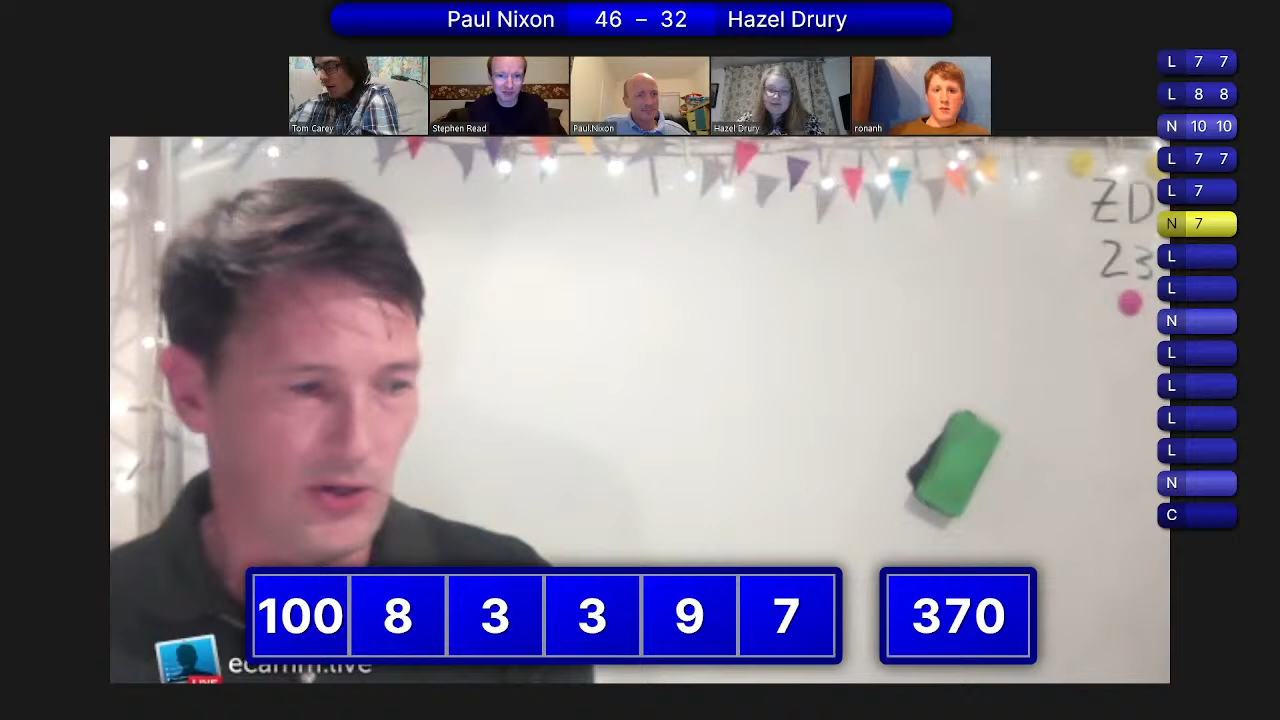 Paul Nixon 46 – 32 Hazel Drury
Tom Carey
Stephen Read
Paul.Nixon
Hazel Drury
ronanh
L 7 7
L 8 8
N 10 10
L 7 7
L 7
N 7
L
L
N
L
L
L
L
N
C
ZD
23
100 8 3 3 9 7 370
ecamm.live
LIVE